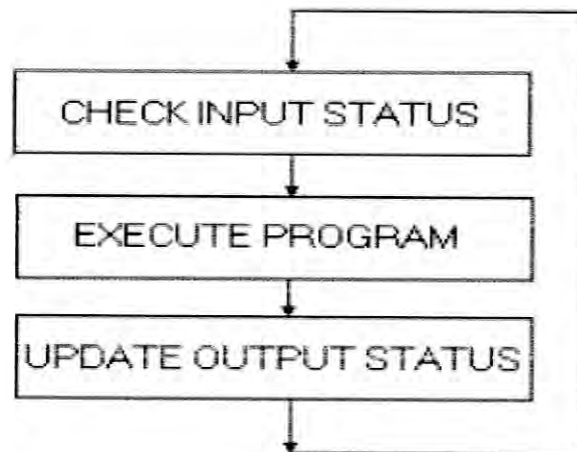 CHECK INPUT STATUS
EXECUTE PROGRAM
UPDATE OUTPUT STATUS